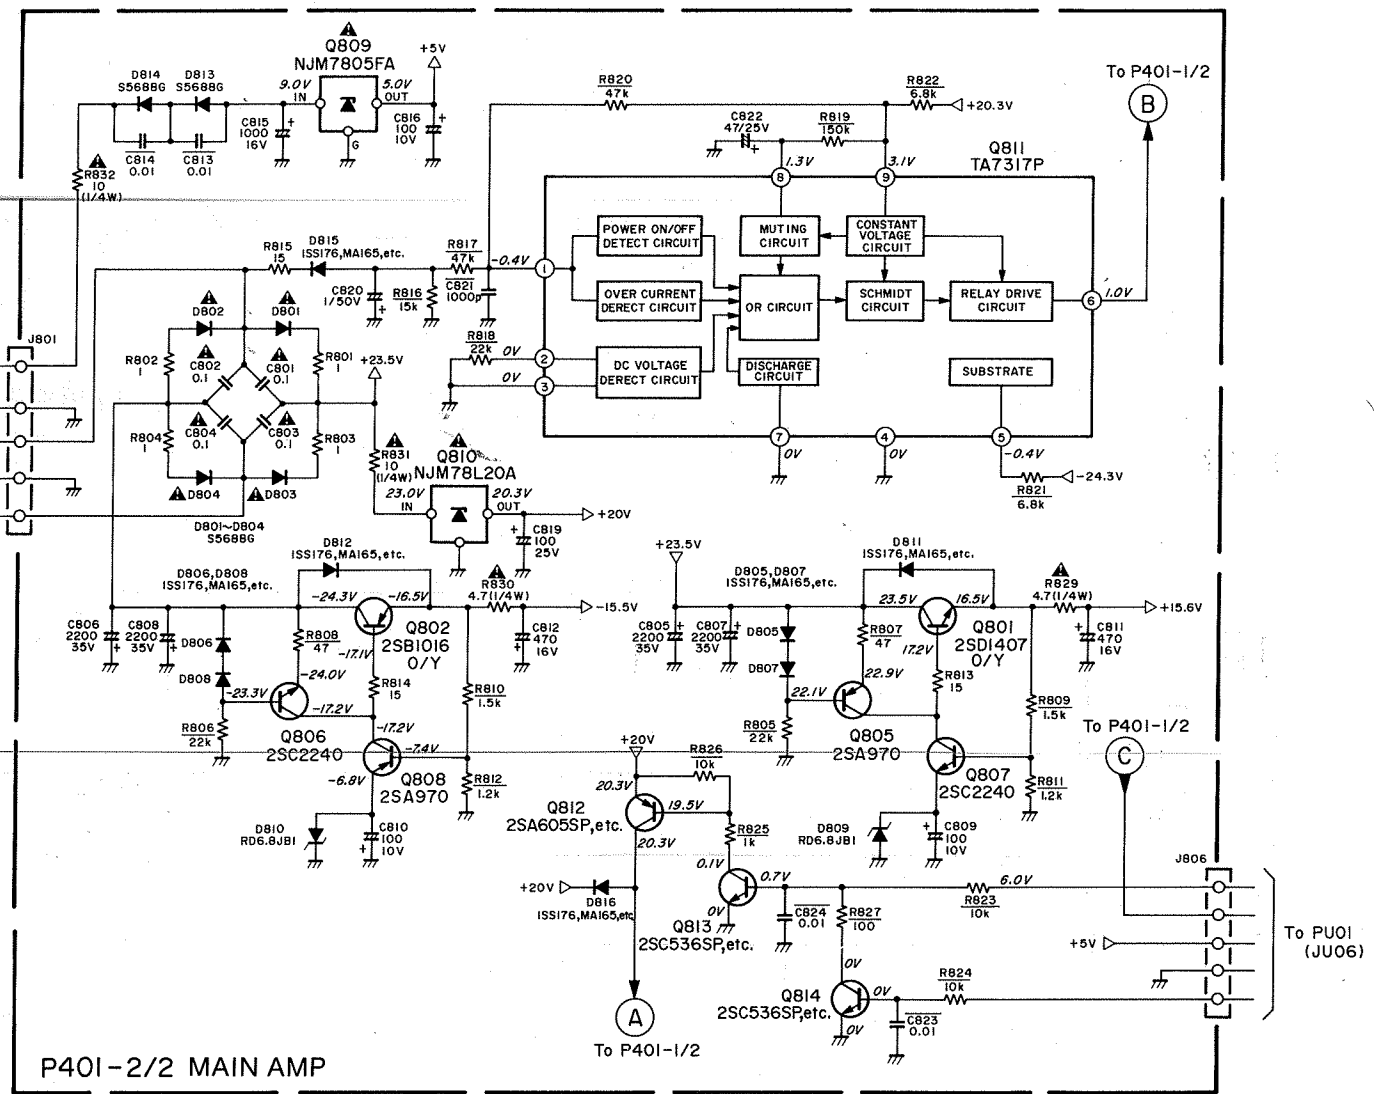 Q809
NJM7805FA
+5V
D814
S5688G
D813
S5688G
9.0V
IN
5.0V
OUT
G
C815
1000
16V
C816
100
10V
C814
0.01
C813
0.01
R832
10
(1/4W)
R820
47k
R822
6.8k
+20.3V
C822
47/25V
R819
150k
To P401-1/2
B
Q811
TA7317P
1.3V
3.1V
8
9
POWER ON/OFF
DETECT CIRCUIT
MUTING
CIRCUIT
CONSTANT
VOLTAGE
CIRCUIT
OVER CURRENT
DERECT CIRCUIT
OR CIRCUIT
SCHMIDT
CIRCUIT
RELAY DRIVE
CIRCUIT
DC VOLTAGE
DERECT CIRCUIT
DISCHARGE
CIRCUIT
SUBSTRATE
1
2
3
6
1.0V
7
4
5
0V
0V
-0.4V
R821
6.8k
-24.3V
R815
15
D815
ISS176,MA165,etc.
R817
47k
-0.4V
C820
1/50V
R816
15k
C821
1000p
R818
22k
0V
0V
J801
D802
D801
R802
1
C802
0.1
C801
0.1
R801
1
+23.5V
R804
1
C804
0.1
C803
0.1
R803
1
D804
D803
D801~D804
S5688G
R831
10
(1/4W)
Q810
NJM78L20A
23.0V
IN
20.3V
OUT
+20V
C819
100
25V
D812
ISS176,MA165,etc.
D806,D808
ISS176,MA165,etc.
-24.3V
-16.5V
R830
4.7(1/4W)
-15.5V
C806
2200
35V
C808
2200
35V
D806
D808
R808
47
Q802
2SB1016
O/Y
-17.1V
C812
470
16V
-23.3V
-24.0V
R814
15
R810
1.5k
-17.2V
R806
22k
Q806
2SC2240
-17.2V
-7.4V
-6.8V
Q808
2SA970
R812
1.2k
D810
RD6.8JB1
C810
100
10V
+23.5V
D811
ISS176,MA165,etc.
D805,D807
ISS176,MA165,etc.
23.5V
16.5V
R829
4.7(1/4W)
+15.6V
C805
2200
35V
C807
2200
35V
D805
D807
R807
47
Q801
2SD1407
O/Y
17.2V
C811
470
16V
22.1V
22.9V
R813
15
R809
1.5k
R805
22k
Q805
2SA970
Q807
2SC2240
R811
1.2k
D809
RD6.8JB1
C809
100
10V
To P401-1/2
C
+20V
R826
10k
20.3V
Q812
2SA605SP,etc.
19.5V
20.3V
R825
1k
0.1V
0.7V
+20V
D816
ISS176,MA165,etc
0V
Q813
2SC536SP,etc.
C824
0.01
R827
100
R823
10k
6.0V
J806
+5V
To PU01
(JU06)
0V
Q814
2SC536SP,etc.
0V
R824
10k
C823
0.01
0V
A
To P401-1/2
P401-2/2 MAIN AMP